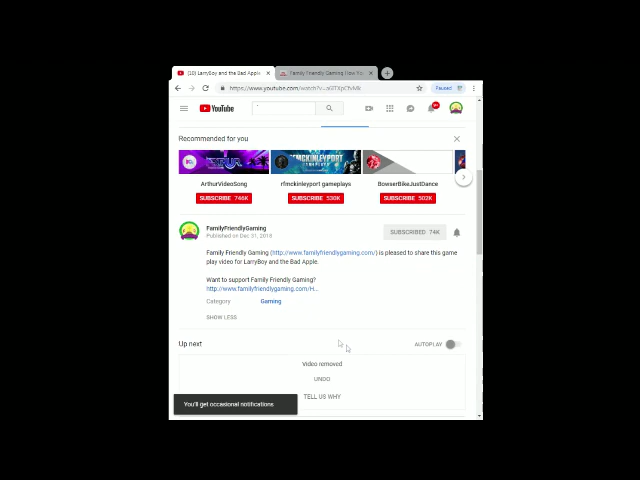 (10) LarryBoy and the Bad Apple
Family Friendly Gaming How Yo
https://www.youtube.com/watch?v=
Paused
YouTube
Recommended for you
ArthurVideoSong
SUBSCRIBE 746K
rfmckinleyport gameplays
SUBSCRIBE 530K
BowserBikeJustDance
SUBSCRIBE 502K
FamilyFriendlyGaming
Published on Dec 31, 2018
SUBSCRIBED 74K
Family Friendly Gaming (http://www.familyfriendlygaming.com/) is pleased to share this game
play video for LarryBoy and the Bad Apple.
Want to support Family Friendly Gaming?
http://www.familyfriendlygaming.com/H...
Category
Gaming
SHOW LESS
Up next
AUTOPLAY
Video removed
UNDO
TELL US WHY
You'll get occasional notifications